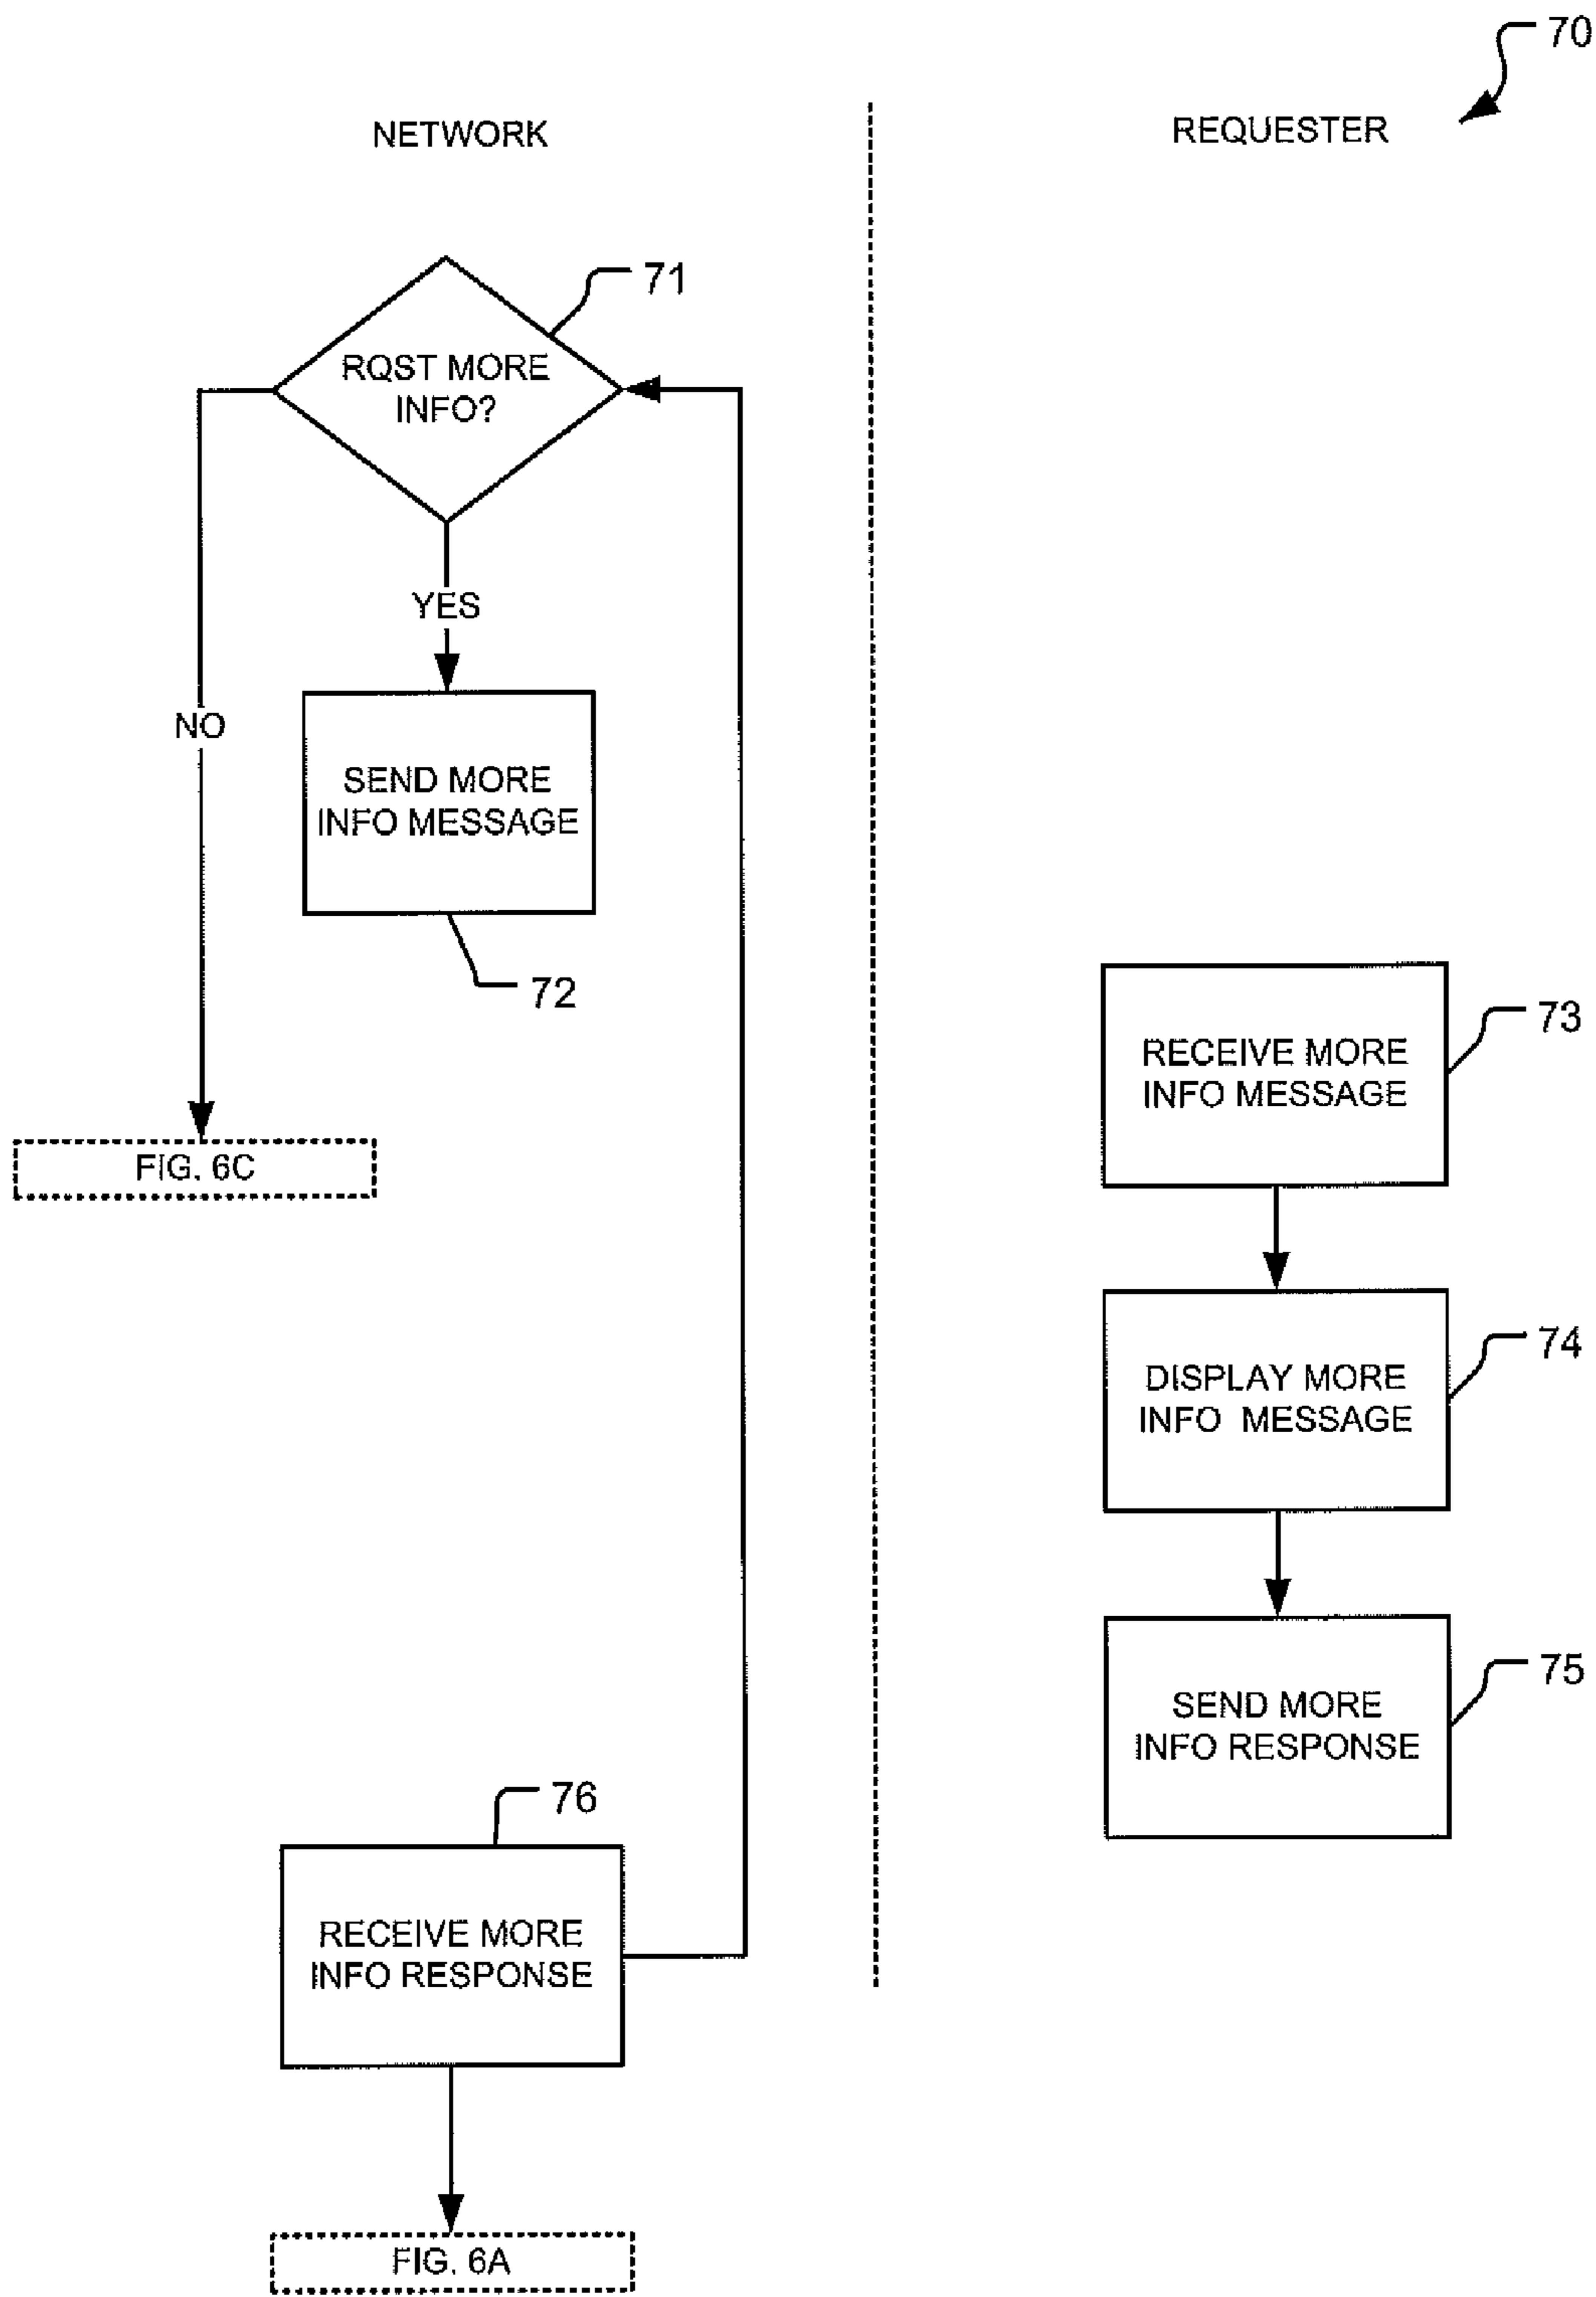 70
NETWORK
REQUESTER
71
RQST MORE
INFO?
YES
NO
SEND MORE
INFO MESSAGE
72
73
RECEIVE MORE
INFO MESSAGE
FIG. 6C
74
DISPLAY MORE
INFO MESSAGE
75
SEND MORE
INFO RESPONSE
76
RECEIVE MORE
INFO RESPONSE
FIG. 6A